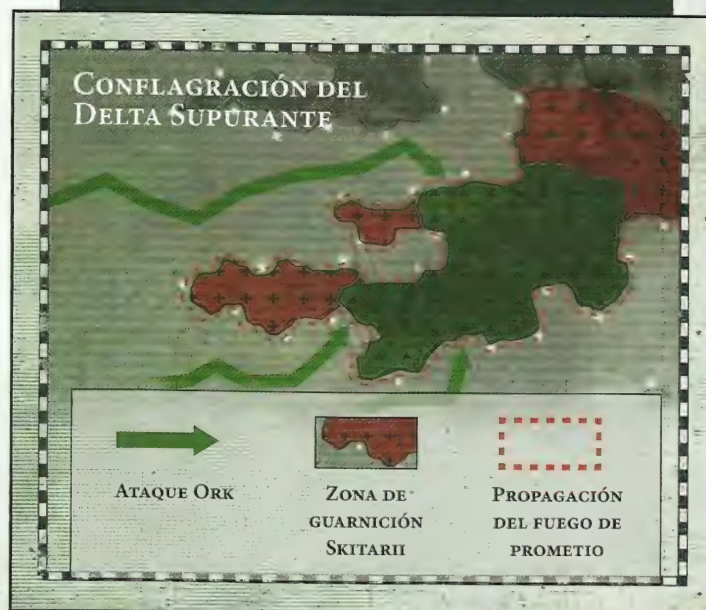 Conflagración del
Delta Supurante
Ataque Ork
Zona de
guarnición
Skitarii
Propagación
del fuego de
prometio